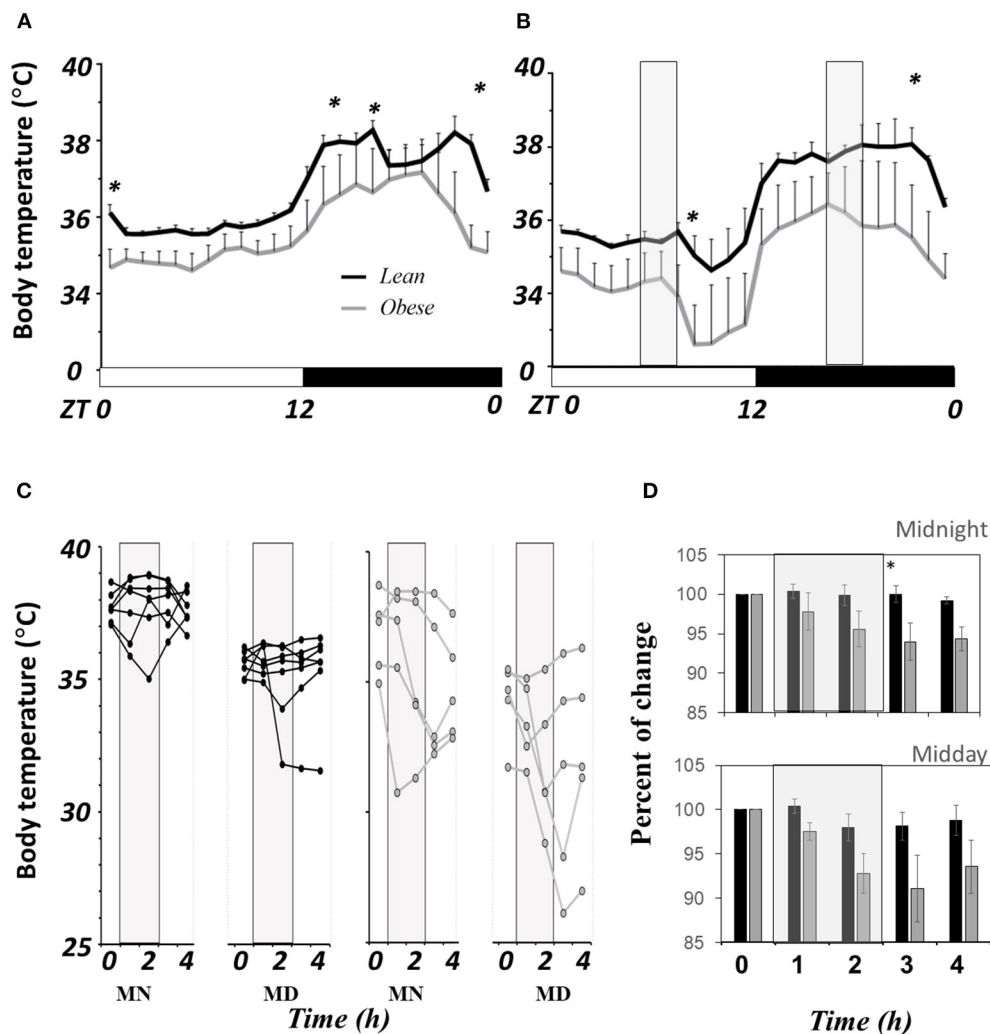 A
B
40
38
36
34
0
Body temperature (°C)
*
*
*
*
Lean
Obese
ZT 0
12
0
40
38
36
34
0
Body temperature (°C)
*
*
ZT 0
12
0
C
D
40
35
30
25
Body temperature (°C)
0 2 4
0 2 4
0 2 4
0 2 4
MN
MD
MN
MD
Time (h)
Midnight
105
100
95
90
85
*
Percent of change
Midday
105
100
95
90
85
0 1 2 3 4
Time (h)